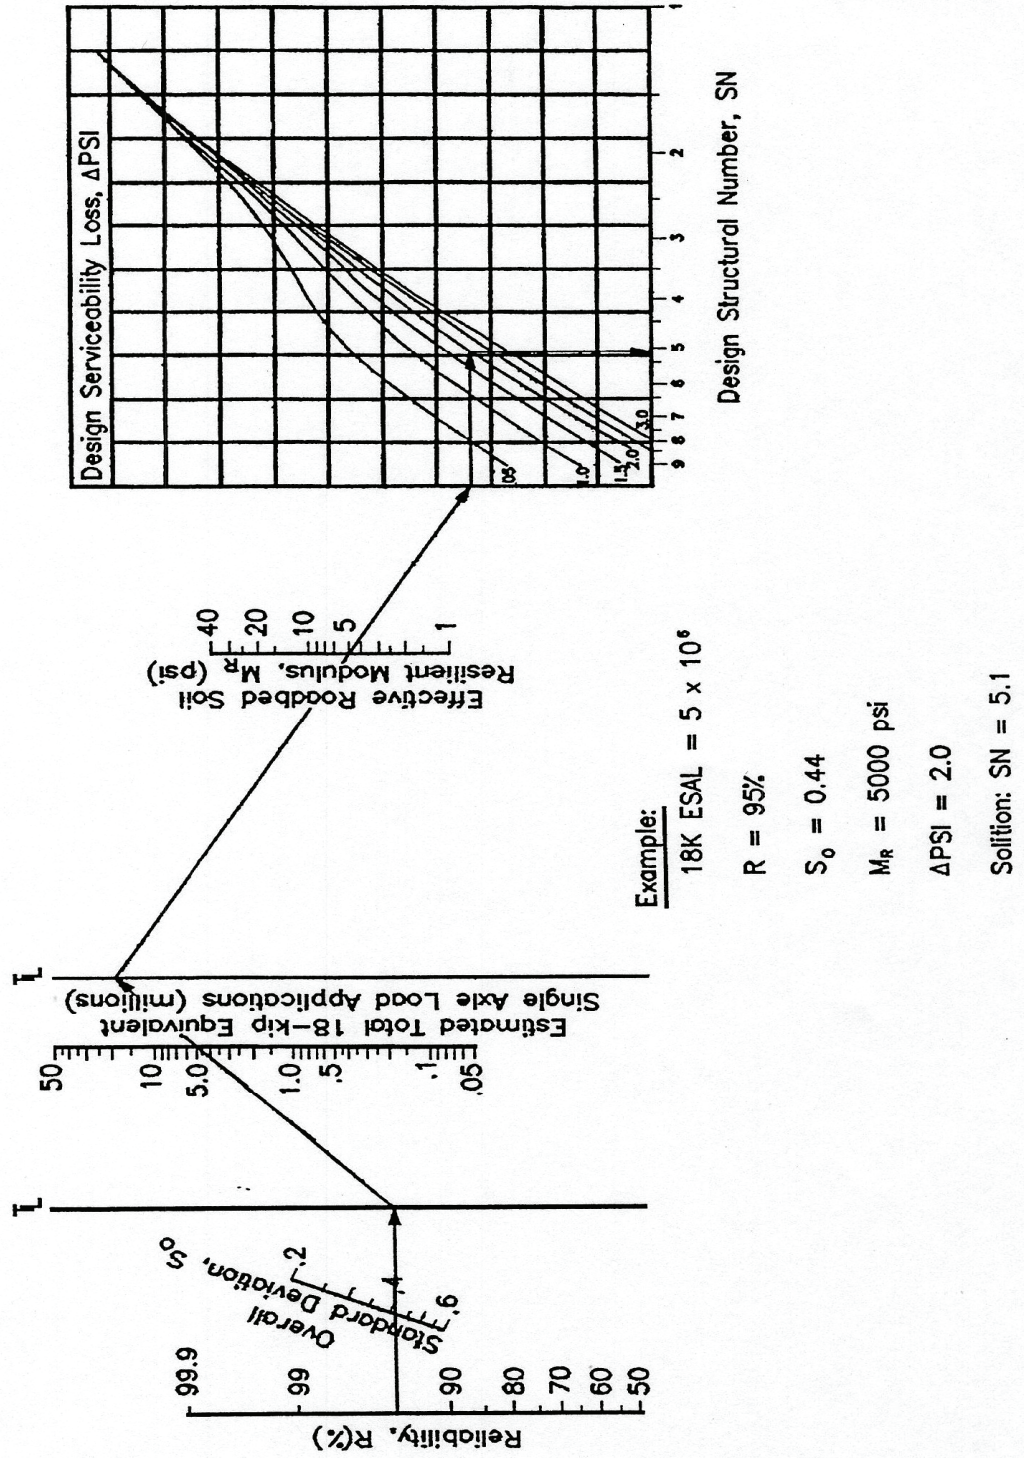 Reliability, R(%)
99.9
99
90
80
70
60
50
Overall
Standard Deviation, So
.2
.4
.6
TL
Estimated Total 18-kip Equivalent
Single Axle Load Applications (millions)
50
10
5.0
1.0
.5
.1
.05
TL
Effective Roadbed Soil
Resilient Modulus, MR (psi)
40
20
10
5
1
Design Serviceability Loss, ΔPSI
05
1.0
1.5
2.0
3.0
9
8
7
6
5
4
3
2
1
Design Structural Number, SN
Example:
18K ESAL = 5 x 10⁶
R = 95%
S₀ = 0.44
MR = 5000 psi
ΔPSI = 2.0
Solition: SN = 5.1